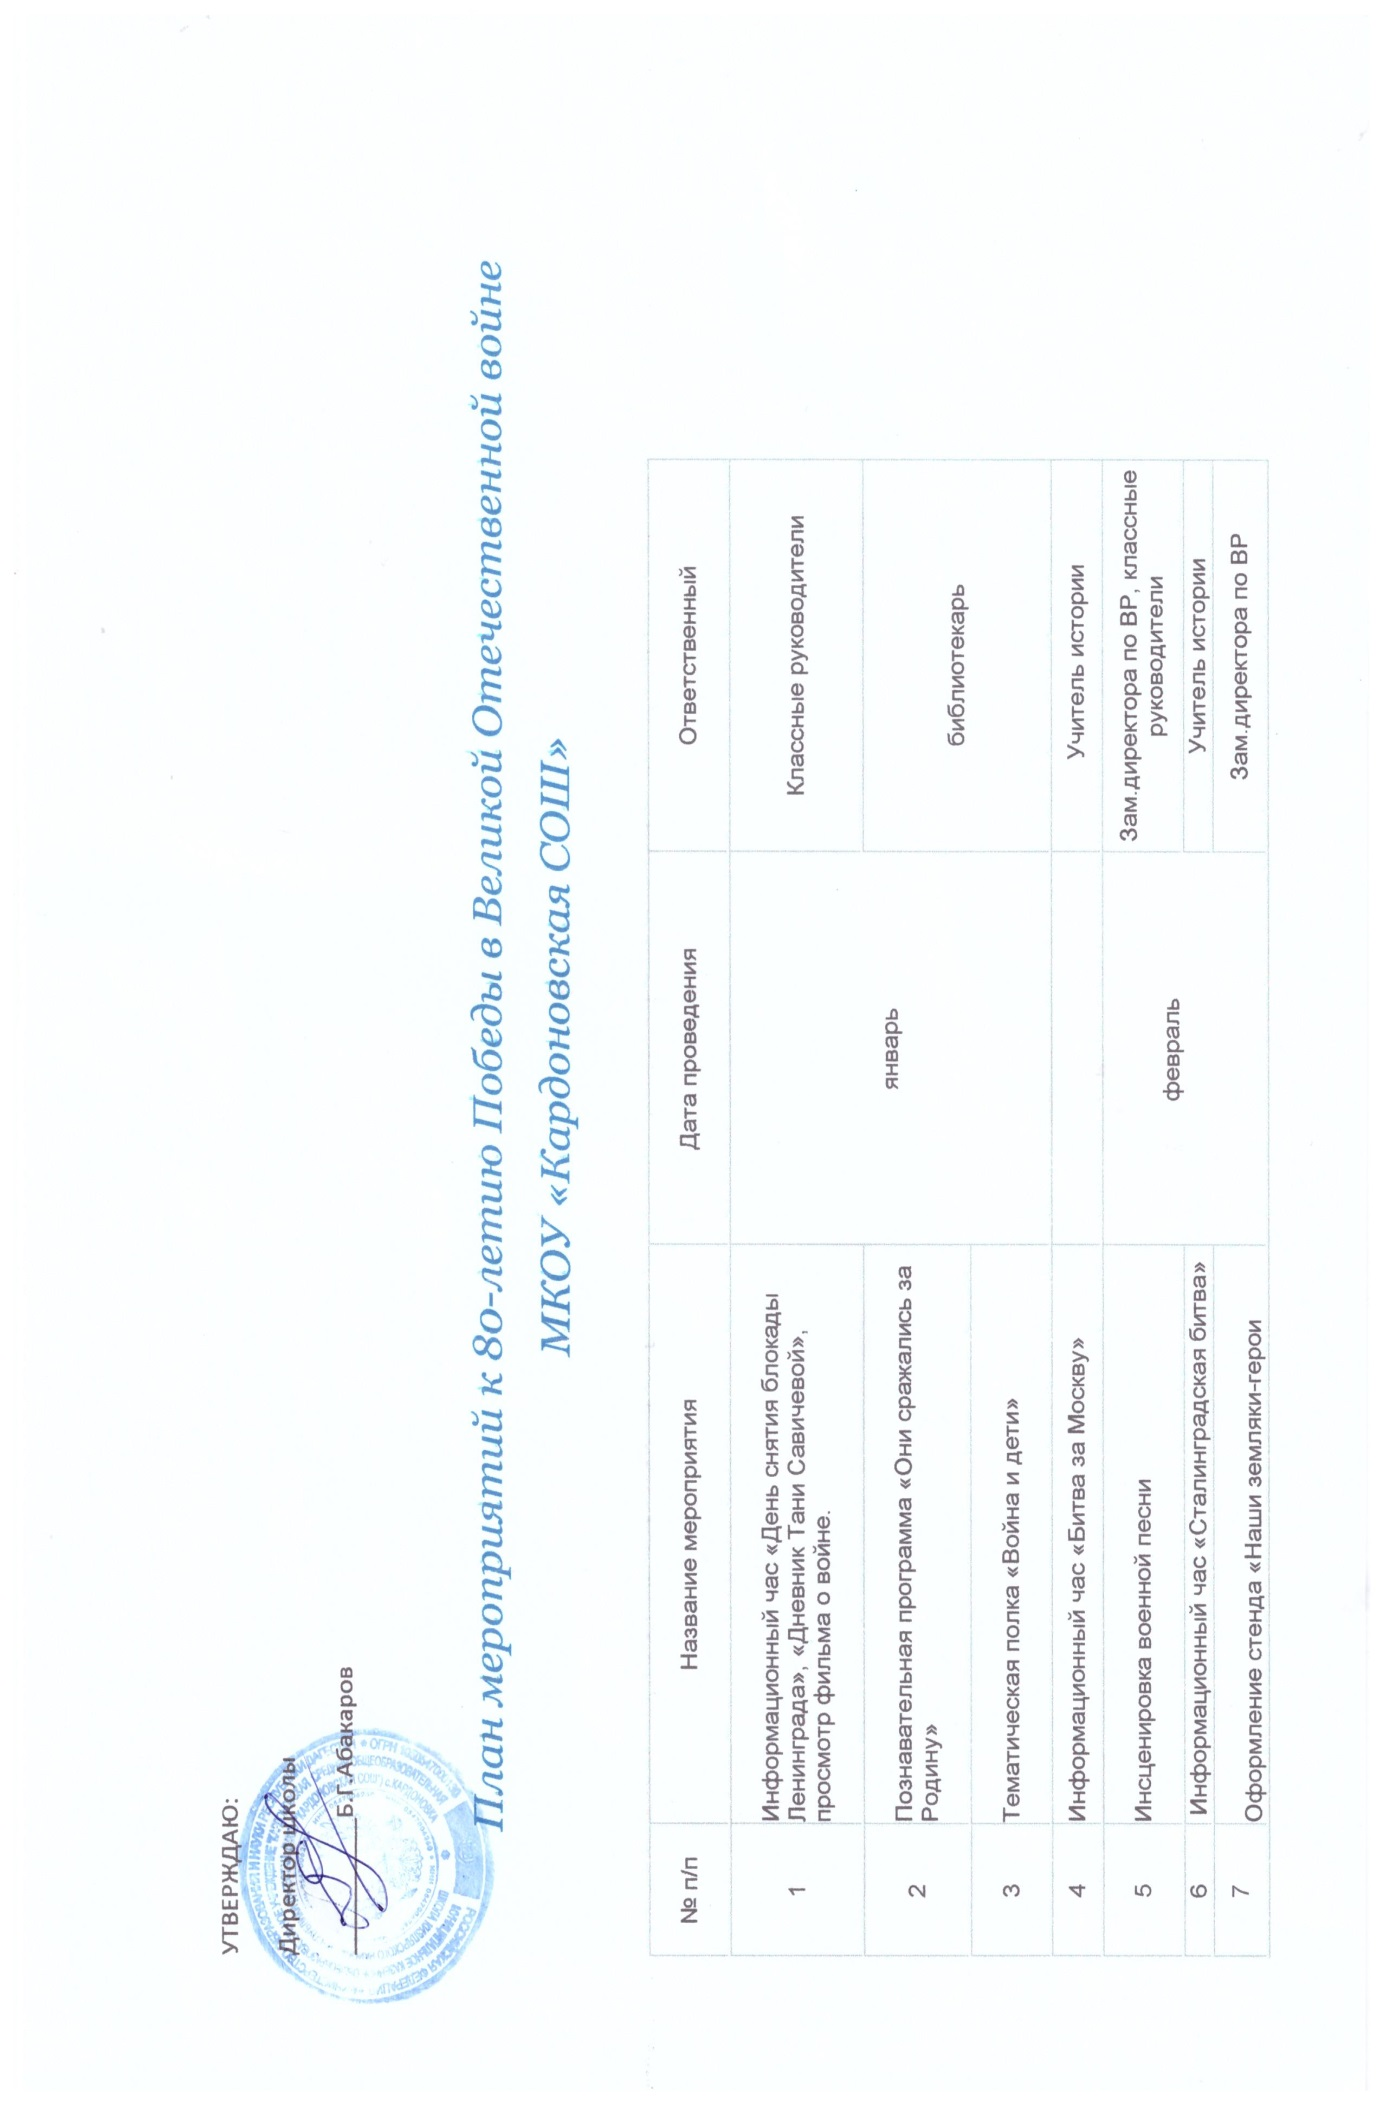 УТВЕРЖДАЮ:
Директор школы
Б.Г.Абакаров
План мероприятий к 80-летию Победы в Великой Отечественной войне
МКОУ «Кардоновская СОШ»
№ п/п Название мероприятия Дата проведения Ответственный
1 Информационный час «День снятия блокады
Ленинграда», «Дневник Тани Савичевой»,
просмотр фильма о войне.
январь
Классные руководители
2 Познавательная программа «Они сражались за
Родину»
библиотекарь
3 Тематическая полка «Война и дети»
4 Информационный час «Битва за Москву» Учитель истории
5 Инсценировка военной песни
февраль
Зам.директора по ВР, классные
руководители
6 Информационный час «Сталинградская битва» Учитель истории
7 Оформление стенда «Наши земляки-герои Зам.директора по ВР